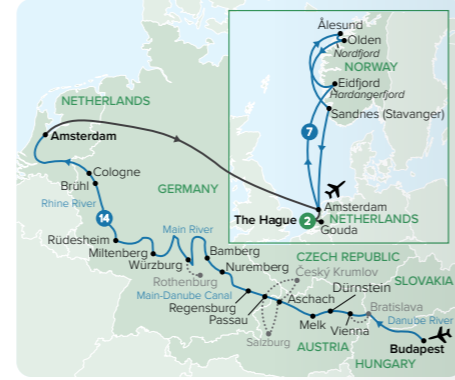 Ålesund
Olden
Nordfjord
NORWAY
Eidfjord
Hardangerfjord
Sandnes (Stavanger)
7
Amsterdam
The Hague 2 NETHERLANDS
Gouda
NETHERLANDS
Amsterdam
Cologne
Brühl
GERMANY
Rhine River
14
Main River
Rüdesheim
Miltenberg
Würzburg
Bamberg
Rothenburg
Nuremberg
CZECH REPUBLIC
Český Krumlov
Main-Danube Canal
SLOVAKIA
Regensburg
Aschach
Dürnstein
Passau
Bratislava
Melk
Vienna
Danube River
Salzburg
AUSTRIA
Budapest
HUNGARY